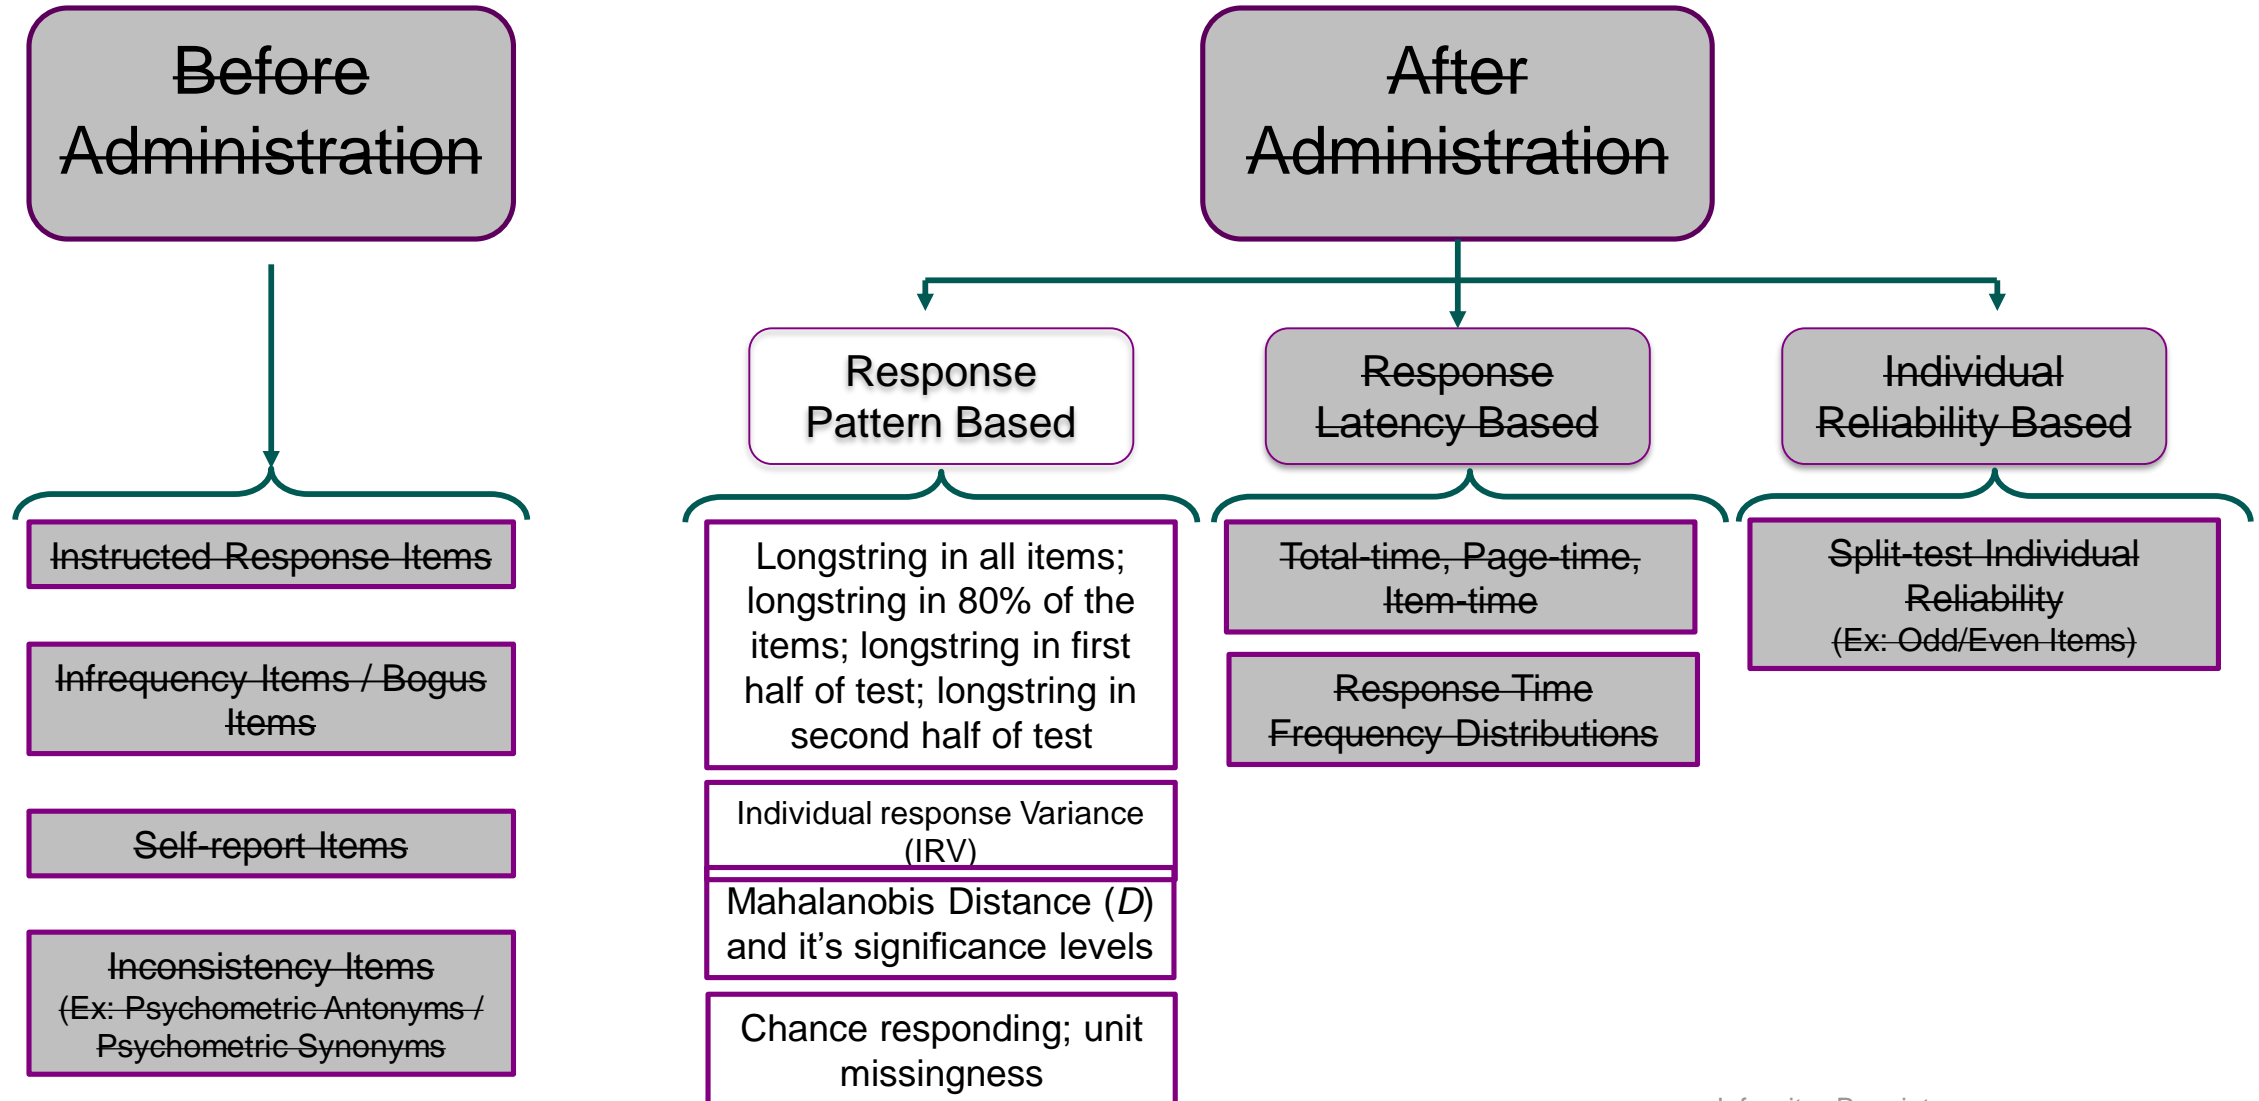 Before
Administration
After
Administration
Response
Pattern Based
Response
Latency Based
Individual
Reliability Based
Instructed Response Items
Infrequency Items / Bogus
Items
Self-report Items
Inconsistency Items
(Ex: Psychometric Antonyms /
Psychometric Synonyms
Longstring in all items;
longstring in 80% of the
items; longstring in first
half of test; longstring in
second half of test
Individual response Variance
(IRV)
Mahalanobis Distance (D)
and it’s significance levels
Chance responding; unit
missingness
Total-time, Page-time,
Item-time
Response Time
Frequency Distributions
Split-test Individual
Reliability
(Ex: Odd/Even Items)